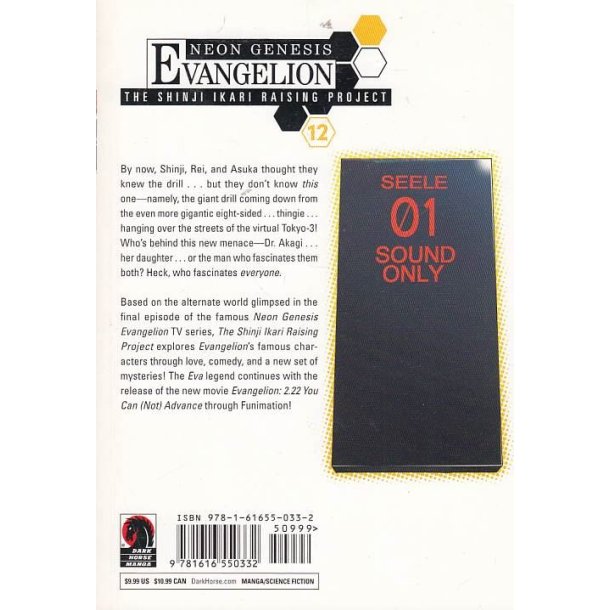 NEON GENESIS
EVANGELION
THE SHINJI IKARI RAISING PROJECT
12
By now, Shinji, Rei, and Asuka thought they
knew the drill . . . but they don't know this
one—namely, the giant drill coming down from
the even more gigantic eight-sided . . . thingie . . .
hanging over the streets of the virtual Tokyo-3!
Who's behind this new menace—Dr. Akagi . . .
her daughter . . . or the man who fascinates them
both? Heck, who fascinates everyone.
Based on the alternate world glimpsed in the
final episode of the famous Neon Genesis
Evangelion TV series, The Shinji Ikari Raising
Project explores Evangelion's famous char-
acters through love, comedy, and a new set of
mysteries! The Eva legend continues with the
release of the new movie Evangelion: 2.22 You
Can (Not) Advance through Funimation!
SEELE
01
SOUND
ONLY
ISBN 978-1-61655-033-2
50999>
9 781616 550332
DARK
HORSE
MANGA
$9.99 US | $10.99 CAN | DarkHorse.com | MANGA/SCIENCE FICTION